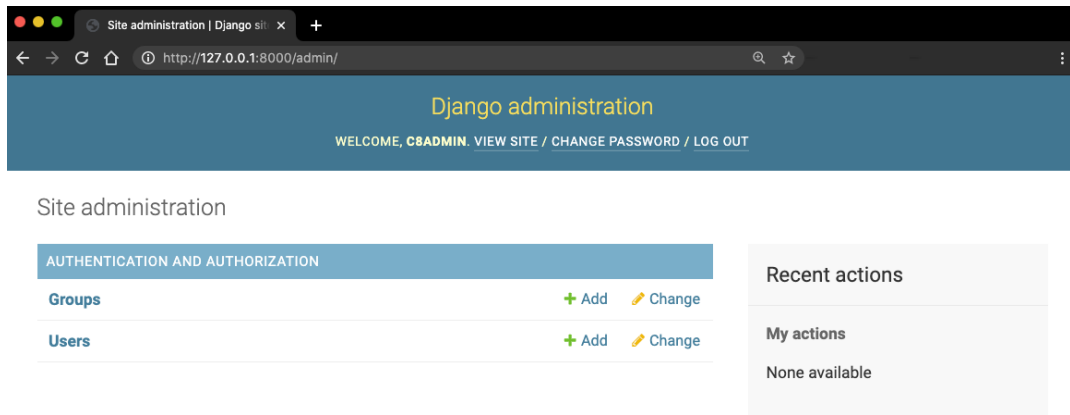 Site administration | Django sit
http://127.0.0.1:8000/admin/
Django administration
WELCOME, C8ADMIN. VIEW SITE / CHANGE PASSWORD / LOG OUT
Site administration
AUTHENTICATION AND AUTHORIZATION
Groups + Add Change
Users + Add Change
Recent actions
My actions
None available